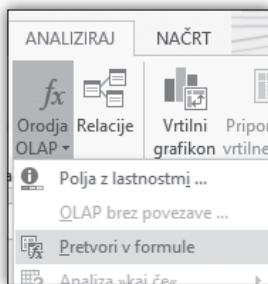 ANALIZIRAJ NAČRT
Orodja Relacije Vrtilni
OLAP grafikon
Polja z lastnostmi ...
OLAP brez povezave ...
Pretvori v formule
Analiza »kaj če«